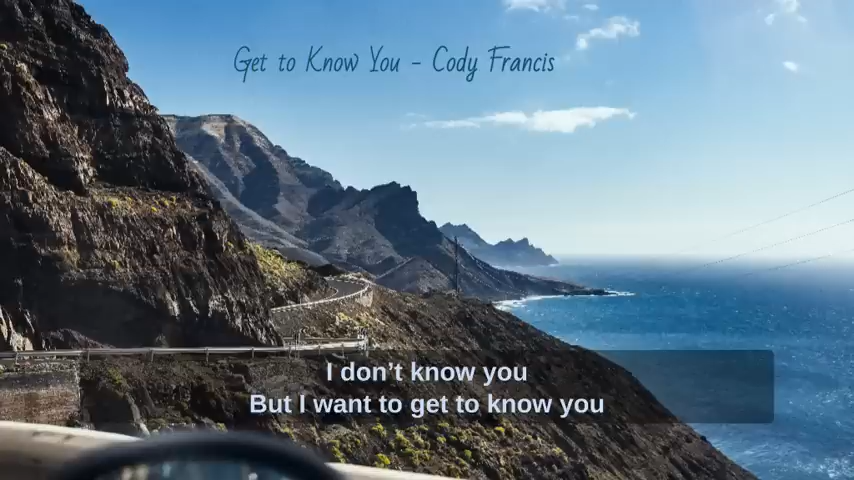 Get to Know You - Cody Francis
I don't know you
But I want to get to know you